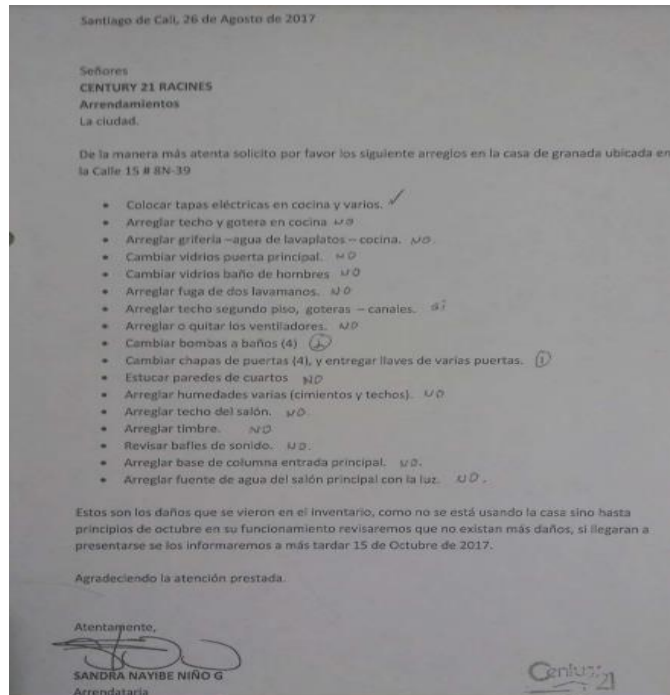 Santiago de Cali, 26 de Agosto de 2017
Señores
CENTURY 21 RACINES
Arrendamientos
La ciudad.
De la manera más atenta solicito por favor los siguiente arreglos en la casa de granada ubicada en
la Calle 15 # 8N-39
• Colocar tapas eléctricas en cocina y varios. ✓
• Arreglar techo y gotera en cocina NO
• Arreglar grifería –agua de lavaplatos – cocina. NO.
• Cambiar vidrios puerta principal. NO
• Cambiar vidrios baño de hombres NO
• Arreglar fuga de dos lavamanos. NO
• Arreglar techo segundo piso, goteras – canales. si
• Arreglar o quitar los ventiladores. NO
• Cambiar bombas a baños (4)
• Cambiar chapas de puertas (4), y entregar llaves de varias puertas. 1
• Estucar paredes de cuartos NO
• Arreglar humedades varias (cimientos y techos). NO
• Arreglar techo del salón. NO
• Arreglar timbre. NO
• Revisar bafles de sonido. NO.
• Arreglar base de columna entrada principal. NO.
• Arreglar fuente de agua del salón principal con la luz. NO.
Estos son los daños que se vieron en el inventario, como no se está usando la casa sino hasta
principios de octubre en su funcionamiento revisaremos que no existan más daños, si llegaran a
presentarse se los informaremos a más tardar 15 de Octubre de 2017.
Agradeciendo la atención prestada.
Atentamente,
SANDRA NAYIBE NIÑO G
Arrendataria
Century 21